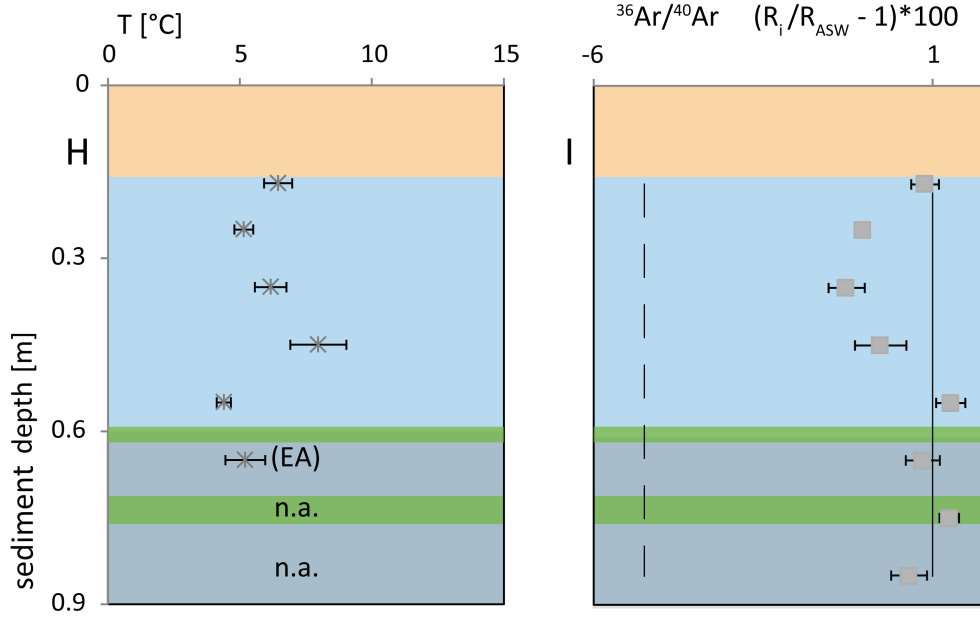 T [°C]
0 5 10 15
³⁶Ar/⁴⁰Ar (Rᵢ/R_ASW - 1)*100
-6 1
H
I
0
0.3
0.6
0.9
sediment depth [m]
(EA)
n.a.
n.a.